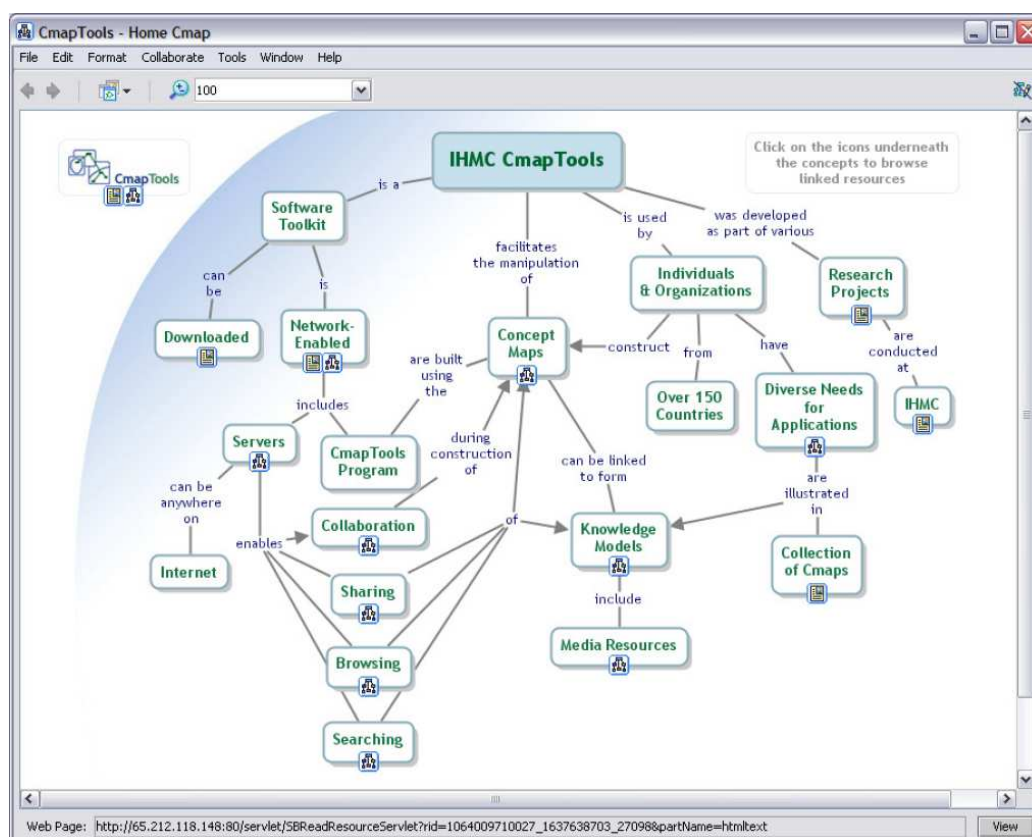 CmapTools - Home Cmap
File Edit Format Collaborate Tools Window Help
100
CmapTools
IHMC CmapTools
Click on the icons underneath
the concepts to browse
linked resources
is a
Software
Toolkit
can
be
is
Downloaded
Network-
Enabled
includes
Servers
CmapTools
Program
can be
anywhere
on
Internet
enables
Collaboration
Sharing
Browsing
Searching
facilitates
the manipulation
of
Concept
Maps
are built
using the
during
construction
of
of
can be linked
to form
Knowledge
Models
include
Media Resources
is used
by
Individuals
& Organizations
construct
from
Over 150
Countries
have
Diverse Needs
for
Applications
are
illustrated
in
Collection
of Cmaps
was developed
as part of various
Research
Projects
are
conducted
at
IHMC
Web Page: http://65.212.118.148:80/servlet/SBReadResourceServlet?rid=1064009710027_1637638703_27098&partName=htmltext
View